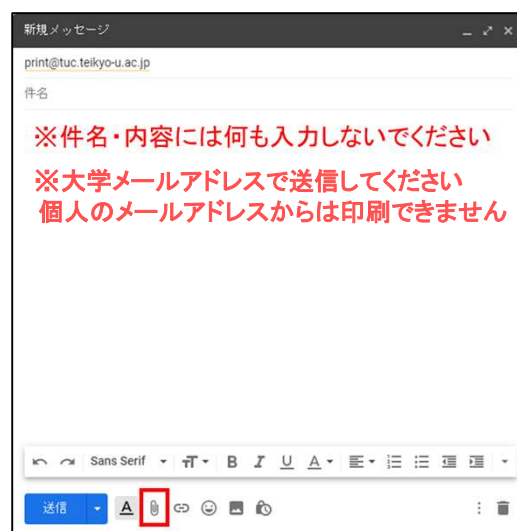 新規メッセージ
print@tuc.teikyo-u.ac.jp
件名
※件名・内容には何も入力しないでください
※大学メールアドレスで送信してください
個人のメールアドレスからは印刷できません
Sans Serif
B I U A
送信 A